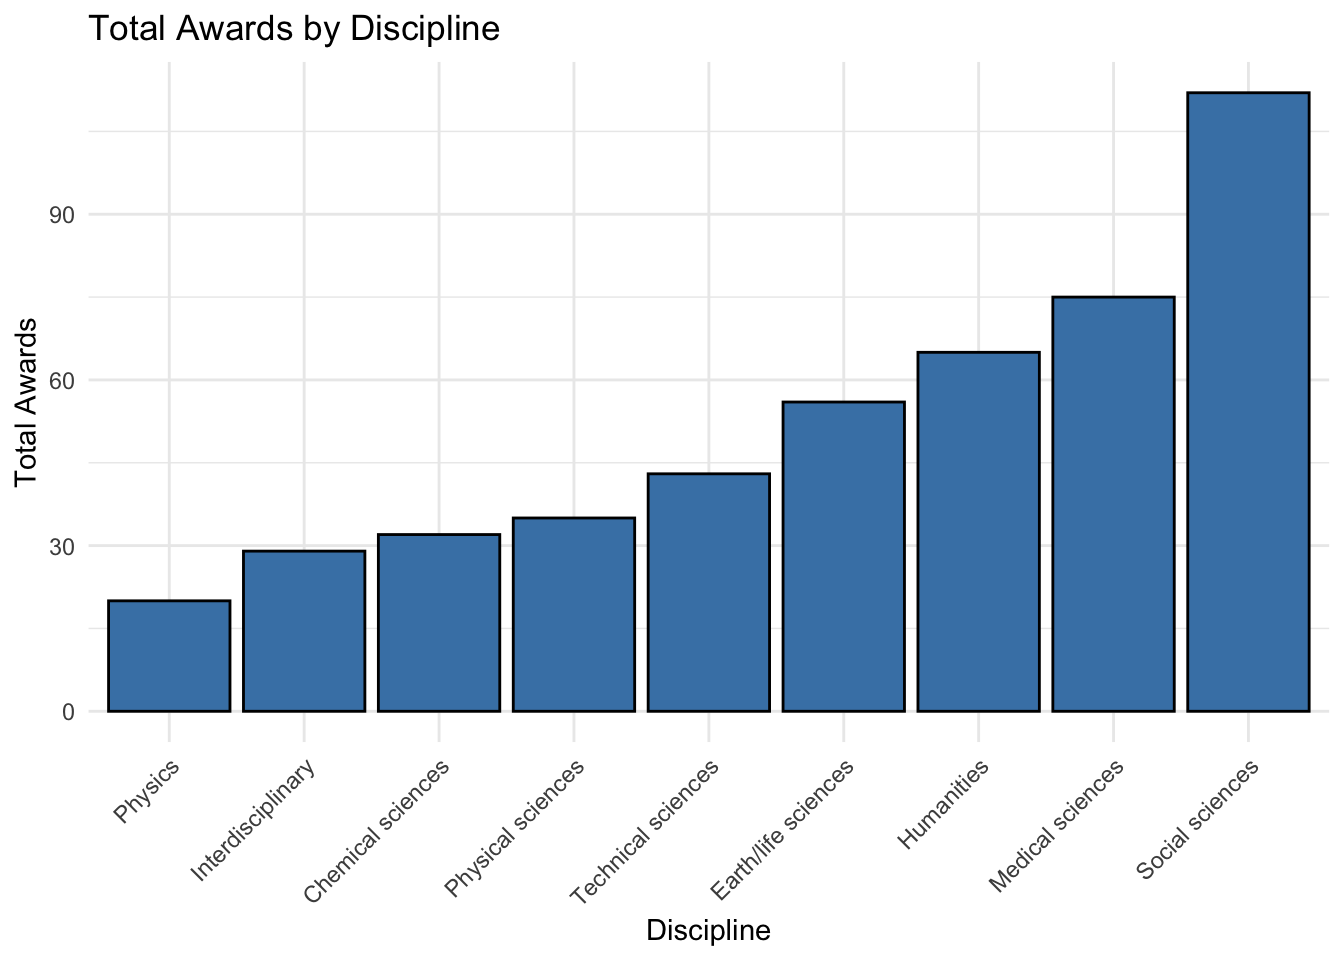 Total Awards by Discipline
Total Awards
90
60
30
0
Physics
Interdisciplinary
Chemical sciences
Physical sciences
Technical sciences
Earth/life sciences
Humanities
Medical sciences
Social sciences
Discipline